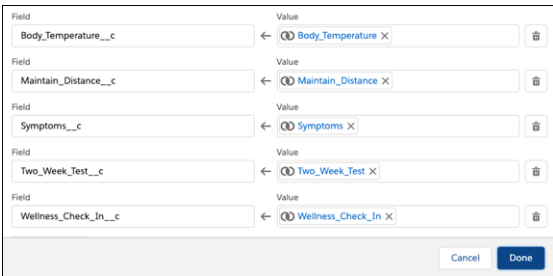 Field Value
Body_Temperature__c ← Body_Temperature ×
Field Value
Maintain_Distance__c ← Maintain_Distance ×
Field Value
Symptoms__c ← Symptoms ×
Field Value
Two_Week_Test__c ← Two_Week_Test ×
Field Value
Wellness_Check_In__c ← Wellness_Check_In ×
Cancel Done